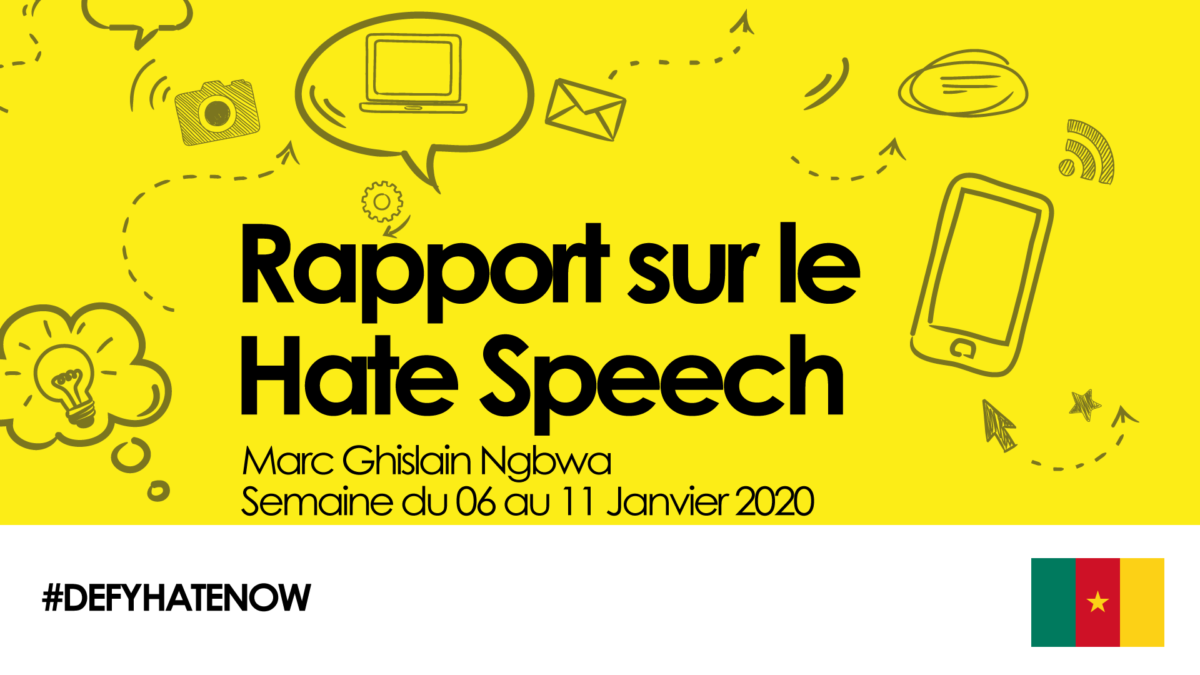 Rapport sur le
Hate Speech
Marc Ghislain Ngbwa
Semaine du 06 au 11 Janvier 2020
#DEFYHATENOW